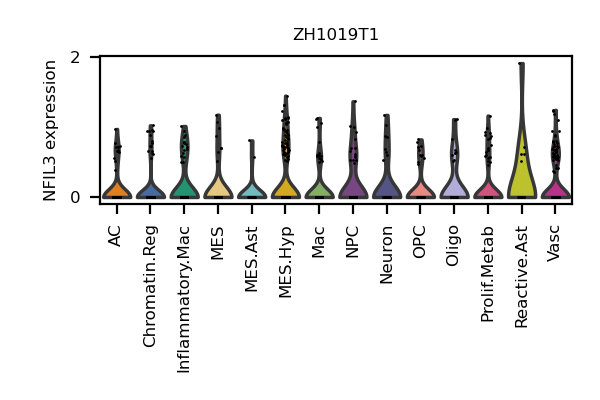 ZH1019T1
NFIL3 expression
2
0
AC
Chromatin.Reg
Inflammatory.Mac
MES
MES.Ast
MES.Hyp
Mac
NPC
Neuron
OPC
Oligo
Prolif.Metab
Reactive.Ast
Vasc